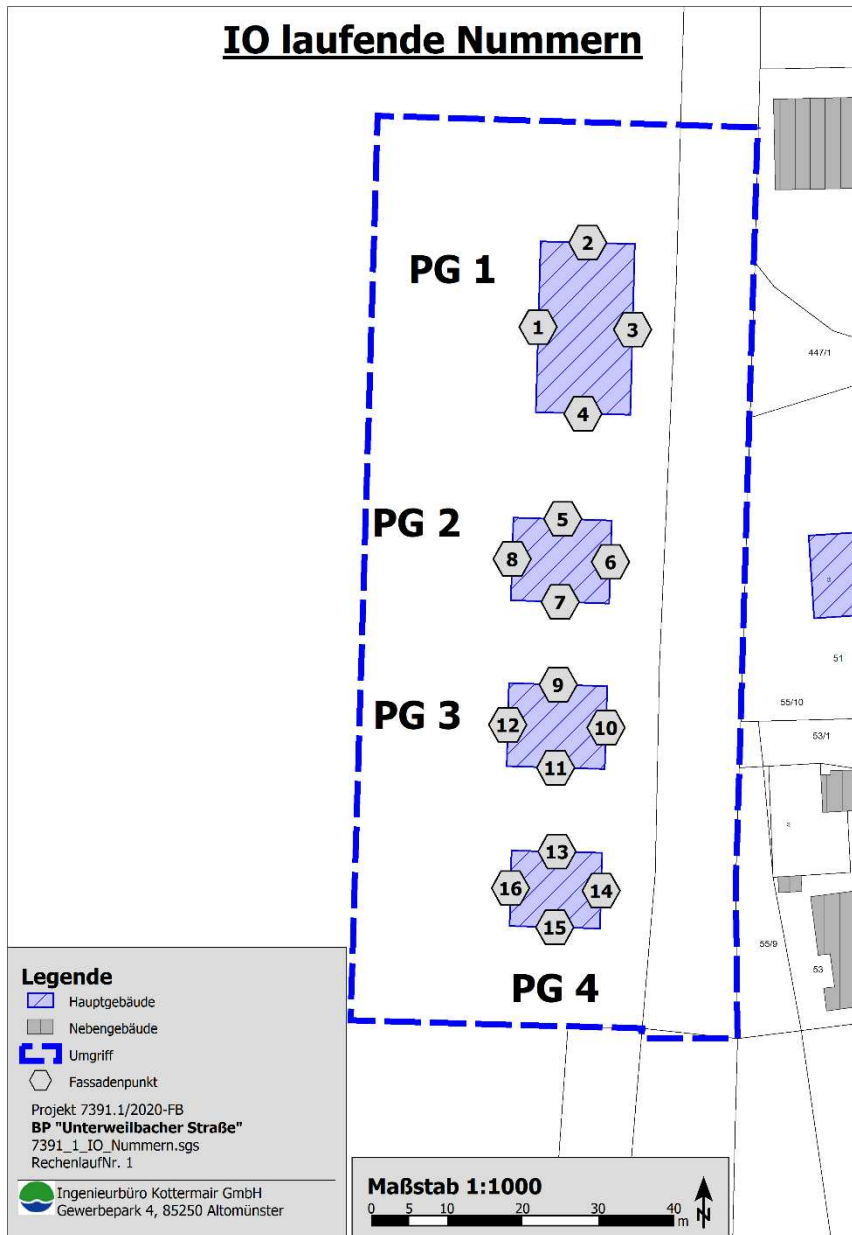 IO laufende Nummern
PG 1
2
1
3
4
447/1
PG 2
5
8
6
7
51
55/10
53/1
PG 3
9
12
10
11
13
16
14
15
55/9
53
PG 4
Legende
Hauptgebäude
Nebengebäude
Umgriff
Fassadenpunkt
Projekt 7391.1/2020-FB
BP "Unterweilbacher Straße"
7391_1_IO_Nummern.sgs
RechenlaufNr. 1
Ingenieurbüro Kottermair GmbH
Gewerbepark 4, 85250 Altomünster
Maßstab 1:1000
0 5 10 20 30 40
m
N